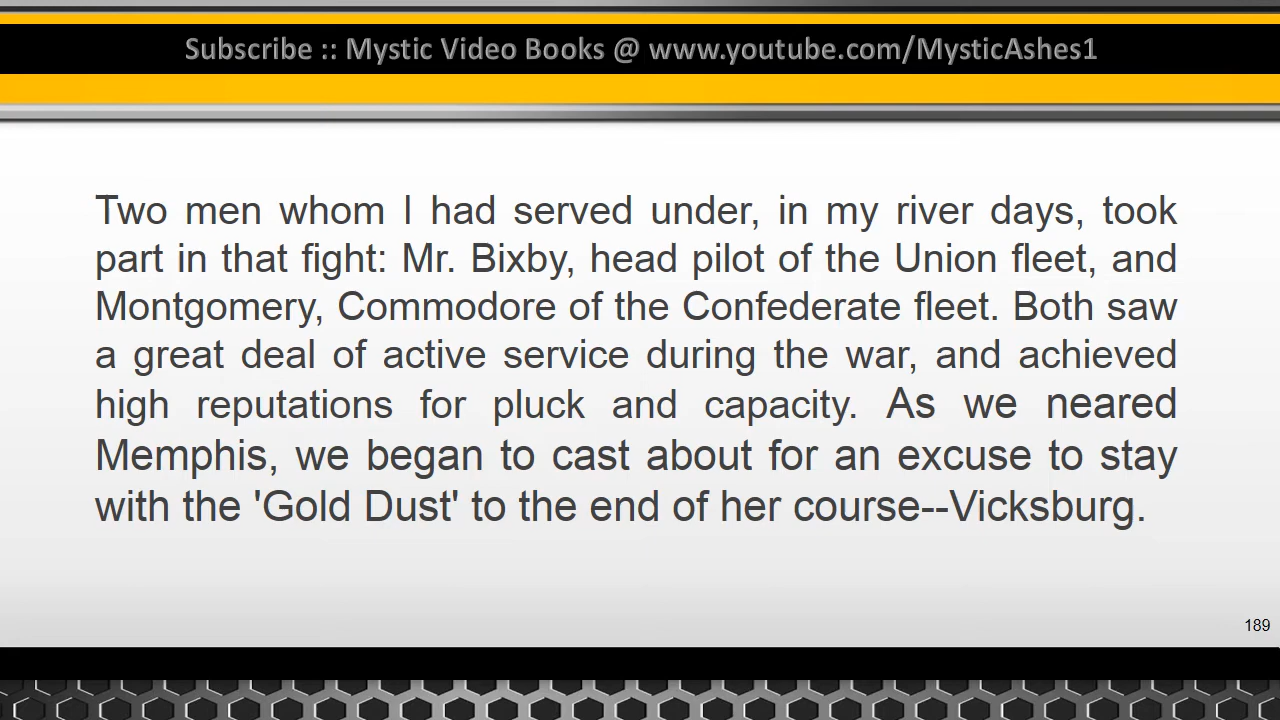 Subscribe :: Mystic Video Books @ www.youtube.com/MysticAshes1
Two men whom I had served under, in my river days, took
part in that fight: Mr. Bixby, head pilot of the Union fleet, and
Montgomery, Commodore of the Confederate fleet. Both saw
a great deal of active service during the war, and achieved
high reputations for pluck and capacity. As we neared
Memphis, we began to cast about for an excuse to stay
with the 'Gold Dust' to the end of her course--Vicksburg.
189